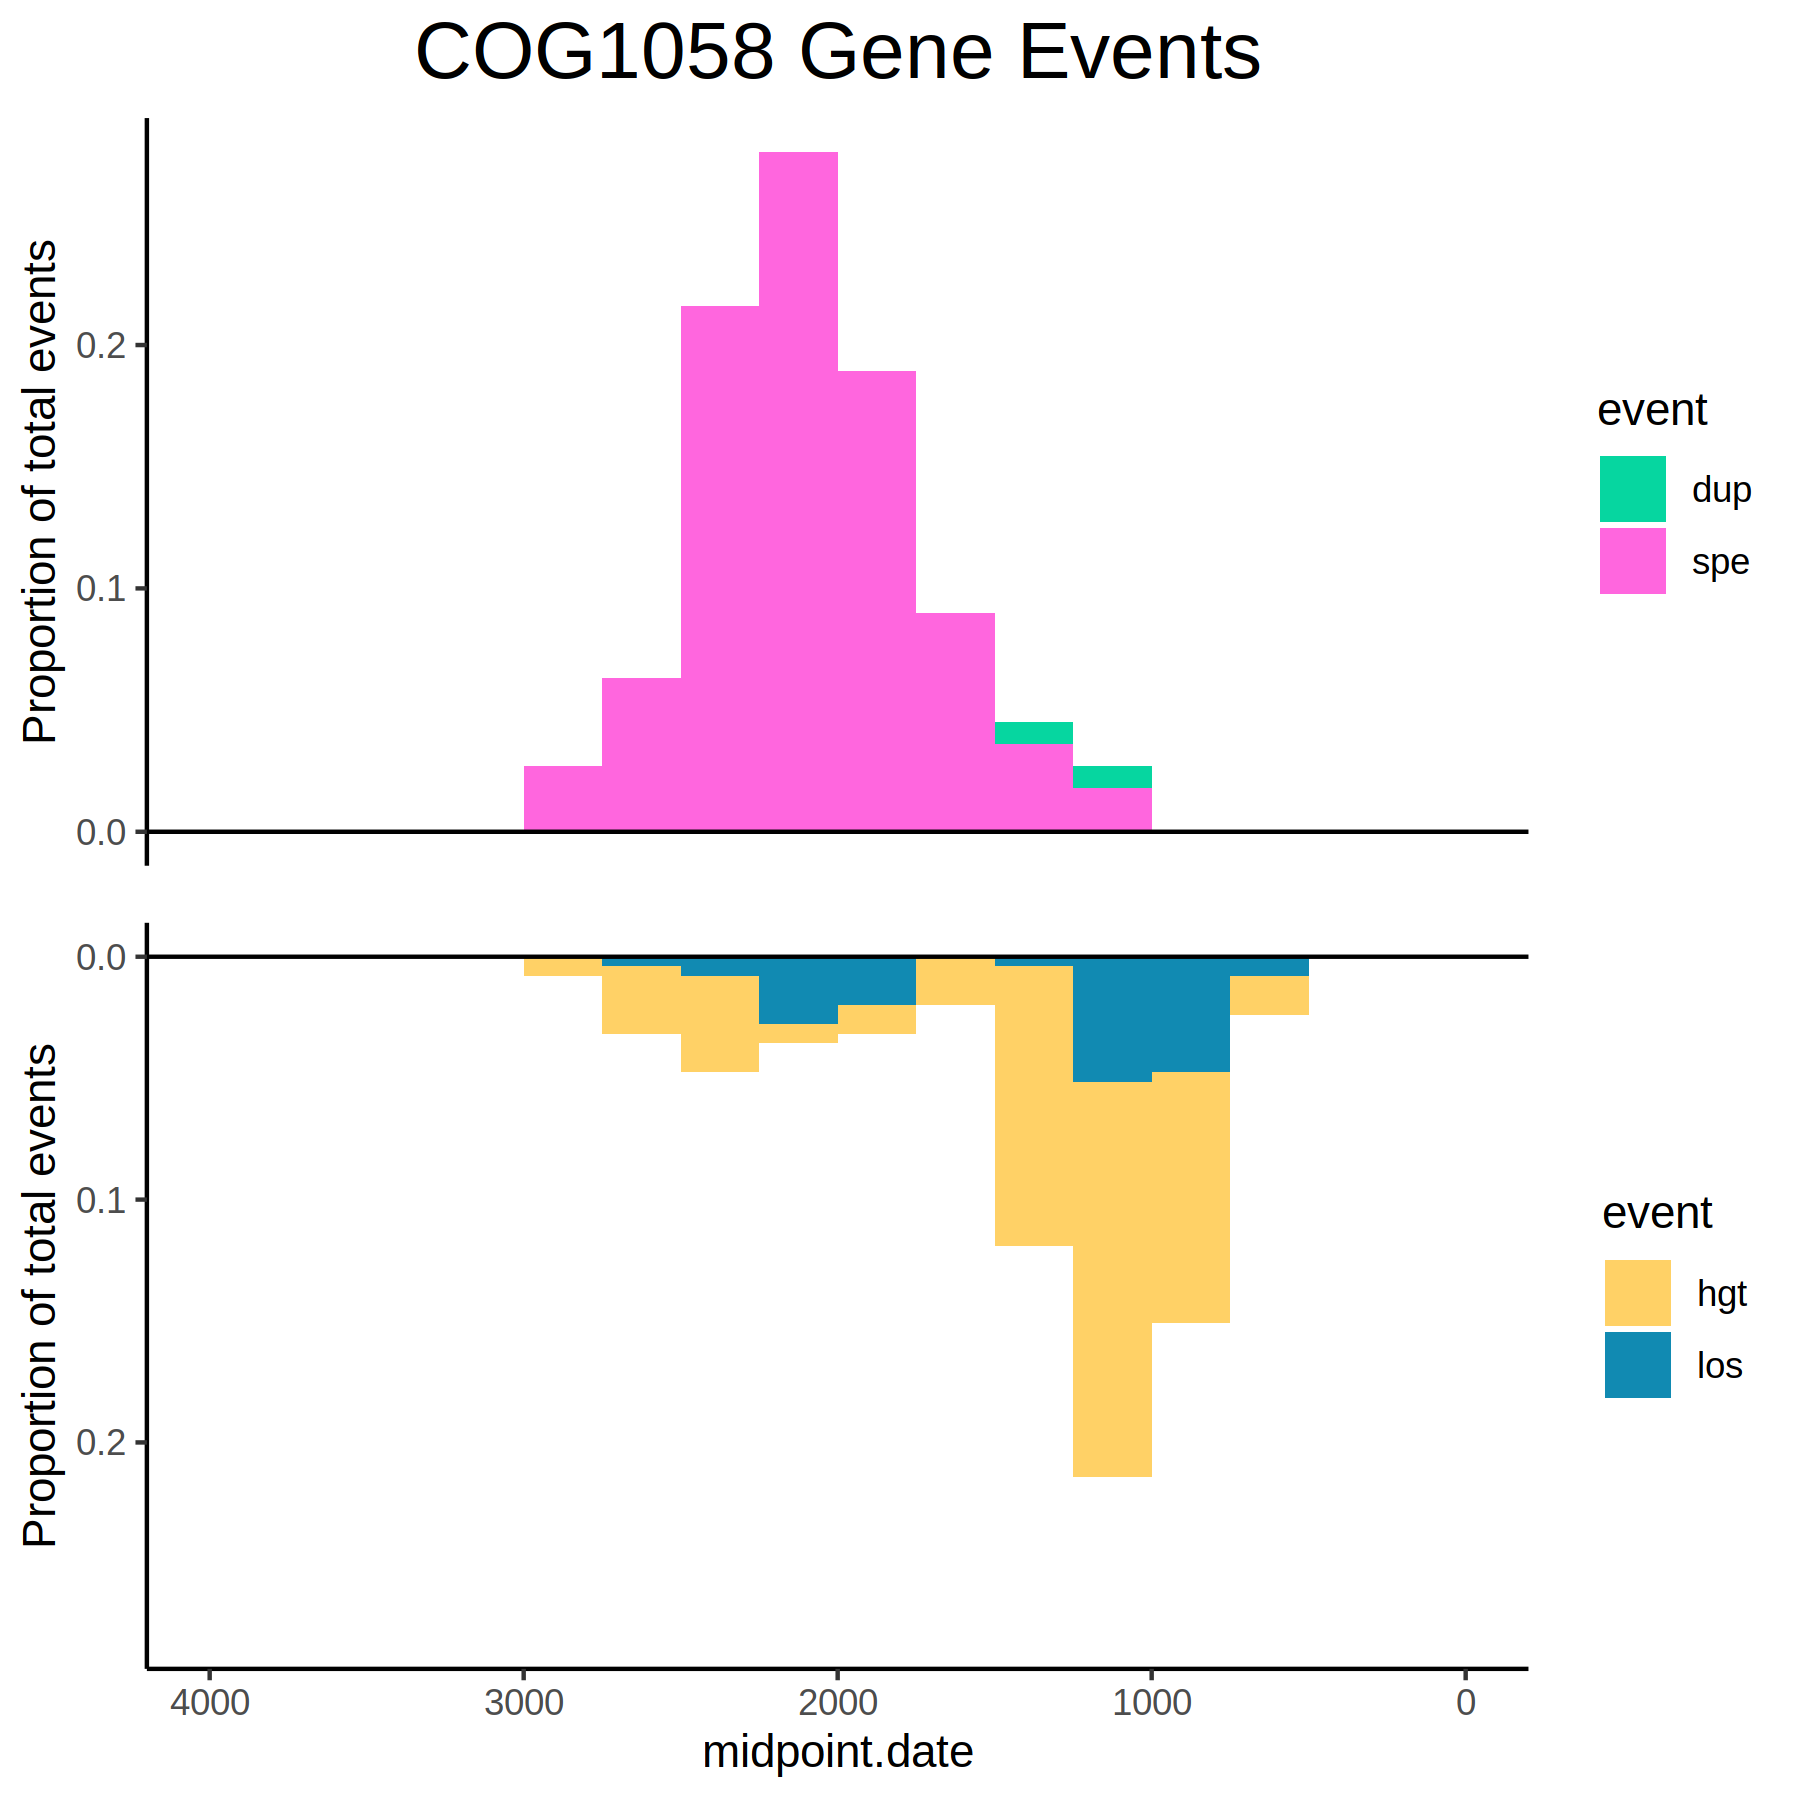 COG1058 Gene Events
Proportion of total events
0.2
0.1
0.0
event
dup
spe
Proportion of total events
0.0
0.1
0.2
event
hgt
los
4000 3000 2000 1000 0
midpoint.date